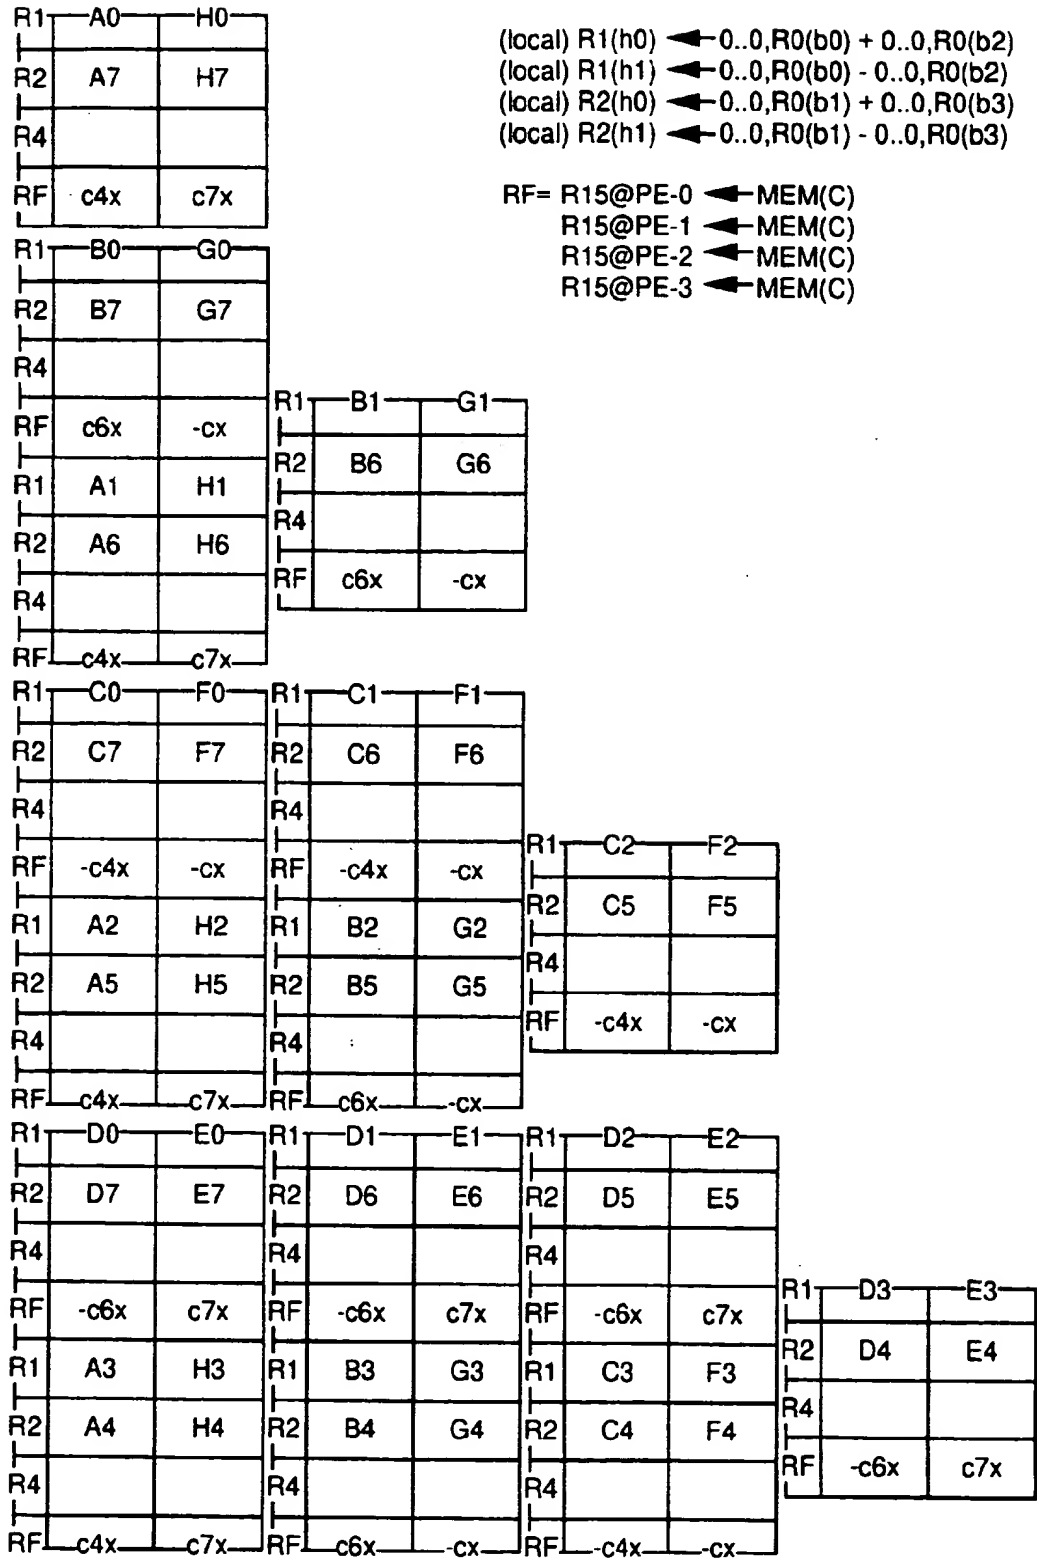 R1 A0 H0
R2 A7 H7
R4
RF c4x c7x
(local) R1(h0) ← 0..0,R0(b0) + 0..0,R0(b2)
(local) R1(h1) ← 0..0,R0(b0) - 0..0,R0(b2)
(local) R2(h0) ← 0..0,R0(b1) + 0..0,R0(b3)
(local) R2(h1) ← 0..0,R0(b1) - 0..0,R0(b3)
RF= R15@PE-0 ← MEM(C)
R15@PE-1 ← MEM(C)
R15@PE-2 ← MEM(C)
R15@PE-3 ← MEM(C)
R1 B0 G0
R2 B7 G7
R4
RF c6x -cx
R1 A1 H1
R2 A6 H6
R4
RF c4x c7x
R1 B1 G1
R2 B6 G6
R4
RF c6x -cx
R1 C0 F0
R2 C7 F7
R4
RF -c4x -cx
R1 A2 H2
R2 A5 H5
R4
RF c4x c7x
R1 C1 F1
R2 C6 F6
R4
RF -c4x -cx
R1 B2 G2
R2 B5 G5
R4
RF c6x -cx
R1 C2 F2
R2 C5 F5
R4
RF -c4x -cx
R1 D0 E0
R2 D7 E7
R4
RF -c6x c7x
R1 A3 H3
R2 A4 H4
R4
RF c4x c7x
R1 D1 E1
R2 D6 E6
R4
RF -c6x c7x
R1 B3 G3
R2 B4 G4
R4
RF c6x -cx
R1 D2 E2
R2 D5 E5
R4
RF -c6x c7x
R1 C3 F3
R2 C4 F4
R4
RF -c4x -cx
R1 D3 E3
R2 D4 E4
R4
RF -c6x c7x